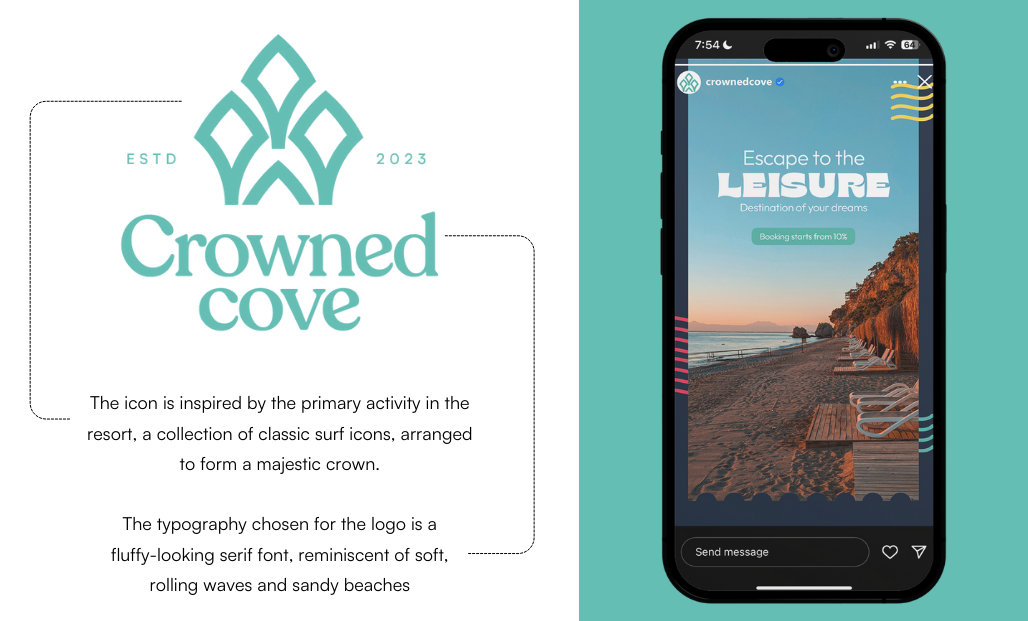 ESTD
2023
Crowned
cove
The icon is inspired by the primary activity in the
resort, a collection of classic surf icons, arranged
to form a majestic crown.
The typography chosen for the logo is a
fluffy-looking serif font, reminiscent of soft,
rolling waves and sandy beaches
7:54
64
crownedcove
Escape to the
LEISURE
Destination of your dreams
Booking starts from 10%
Send message